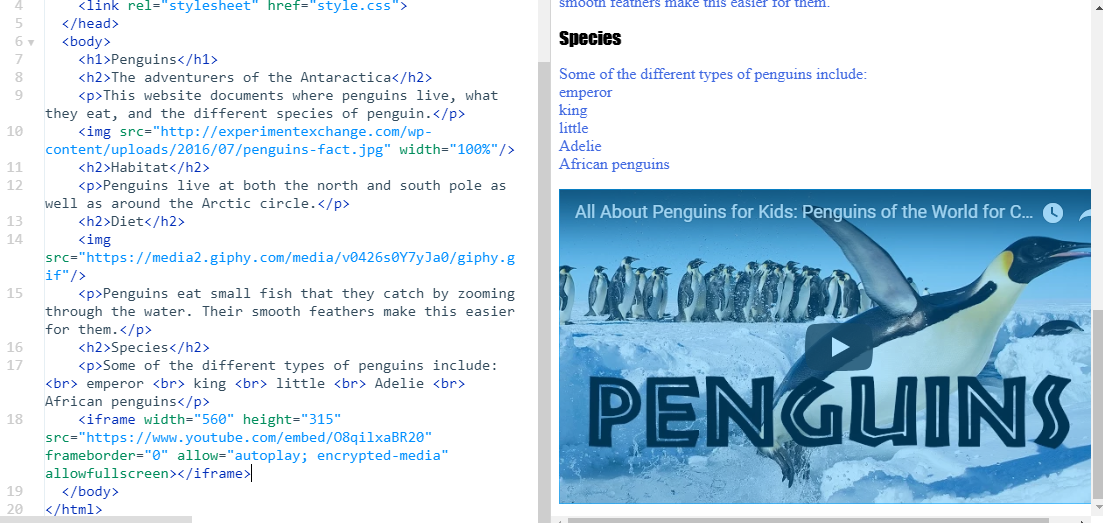 4 <link rel="stylesheet" href="style.css">
5 </head>
6 <body>
7 <h1>Penguins</h1>
8 <h2>The adventurers of the Antaractica</h2>
9 <p>This website documents where penguins live, what
they eat, and the different species of penguin.</p>
10 <img src="http://experimentexchange.com/wp-
content/uploads/2016/07/penguins-fact.jpg" width="100%"/>
11 <h2>Habitat</h2>
12 <p>Penguins live at both the north and south pole as
well as around the Arctic circle.</p>
13 <h2>Diet</h2>
14 <img
src="https://media2.giphy.com/media/v0426s0Y7yJa0/giphy.g
if"/>
15 <p>Penguins eat small fish that they catch by zooming
through the water. Their smooth feathers make this easier
for them.</p>
16 <h2>Species</h2>
17 <p>Some of the different types of penguins include:
<br> emperor <br> king <br> little <br> Adelie <br>
African penguins</p>
18 <iframe width="560" height="315"
src="https://www.youtube.com/embed/O8qilxaBR20"
frameborder="0" allow="autoplay; encrypted-media"
allowfullscreen></iframe>
19 </body>
20 </html>
smooth feathers make this easier for them.
Species
Some of the different types of penguins include:
emperor
king
little
Adelie
African penguins
All About Penguins for Kids: Penguins of the World for C...
PENGUINS